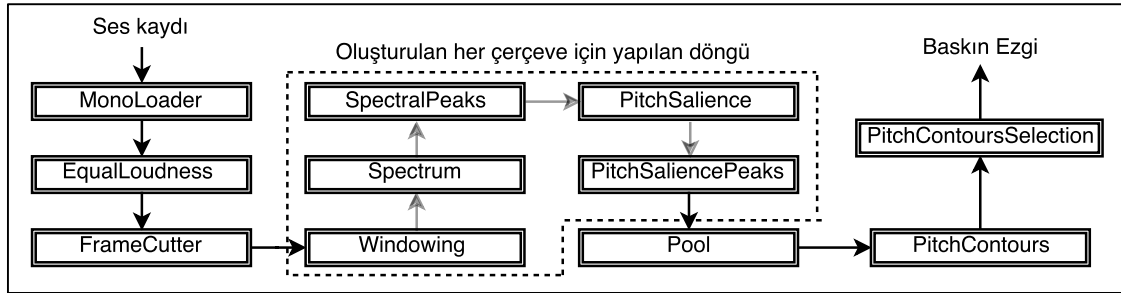 Ses kaydı
MonoLoader
EqualLoudness
FrameCutter
Oluşturulan her çerçeve için yapılan döngü
Windowing
Spectrum
SpectralPeaks
PitchSalience
PitchSaliencePeaks
Pool
PitchContours
PitchContoursSelection
Baskın Ezgi